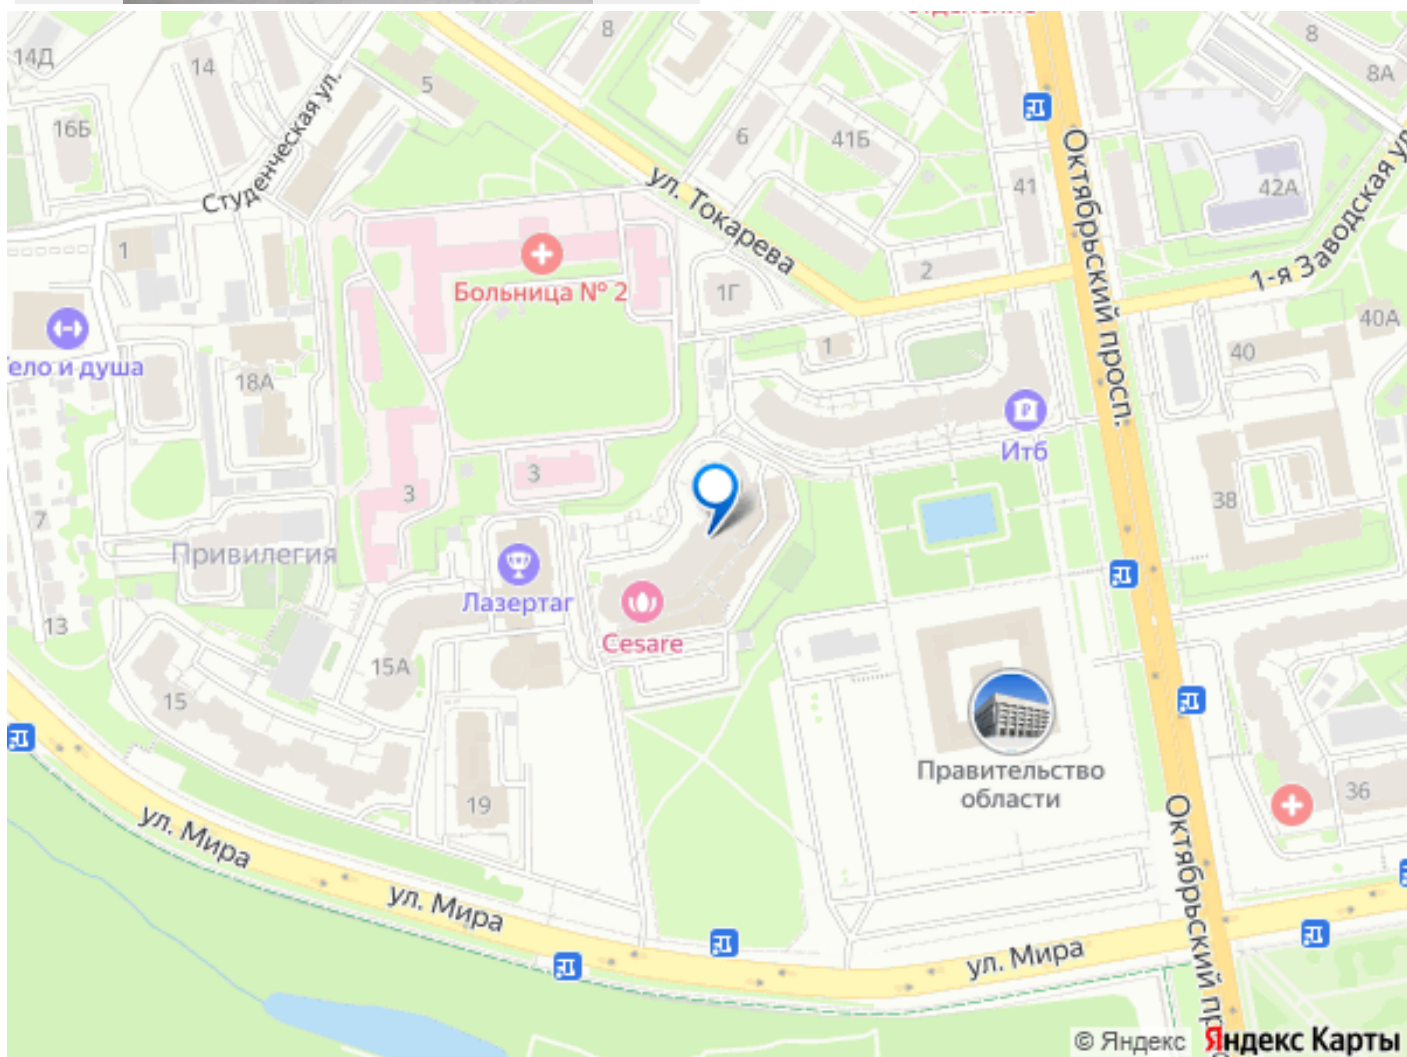 8
8
14Д
14
5
8А
16Б
6
41Б
Студенческая ул.
ул. Токарева
41
42А
Октябрьский просп.
1-я Заводская ул
1
2
Больница № 2
1Г
40А
1
40
ело и душа
18А
Итб
3
3
38
7
Привилегия
Лазертаг
13
Cesare
15А
15
Правительство
области
36
19
ул. Мира
ул. Мира
ул. Мира
Октябрьский пр
© Яндекс
Яндекс Карты